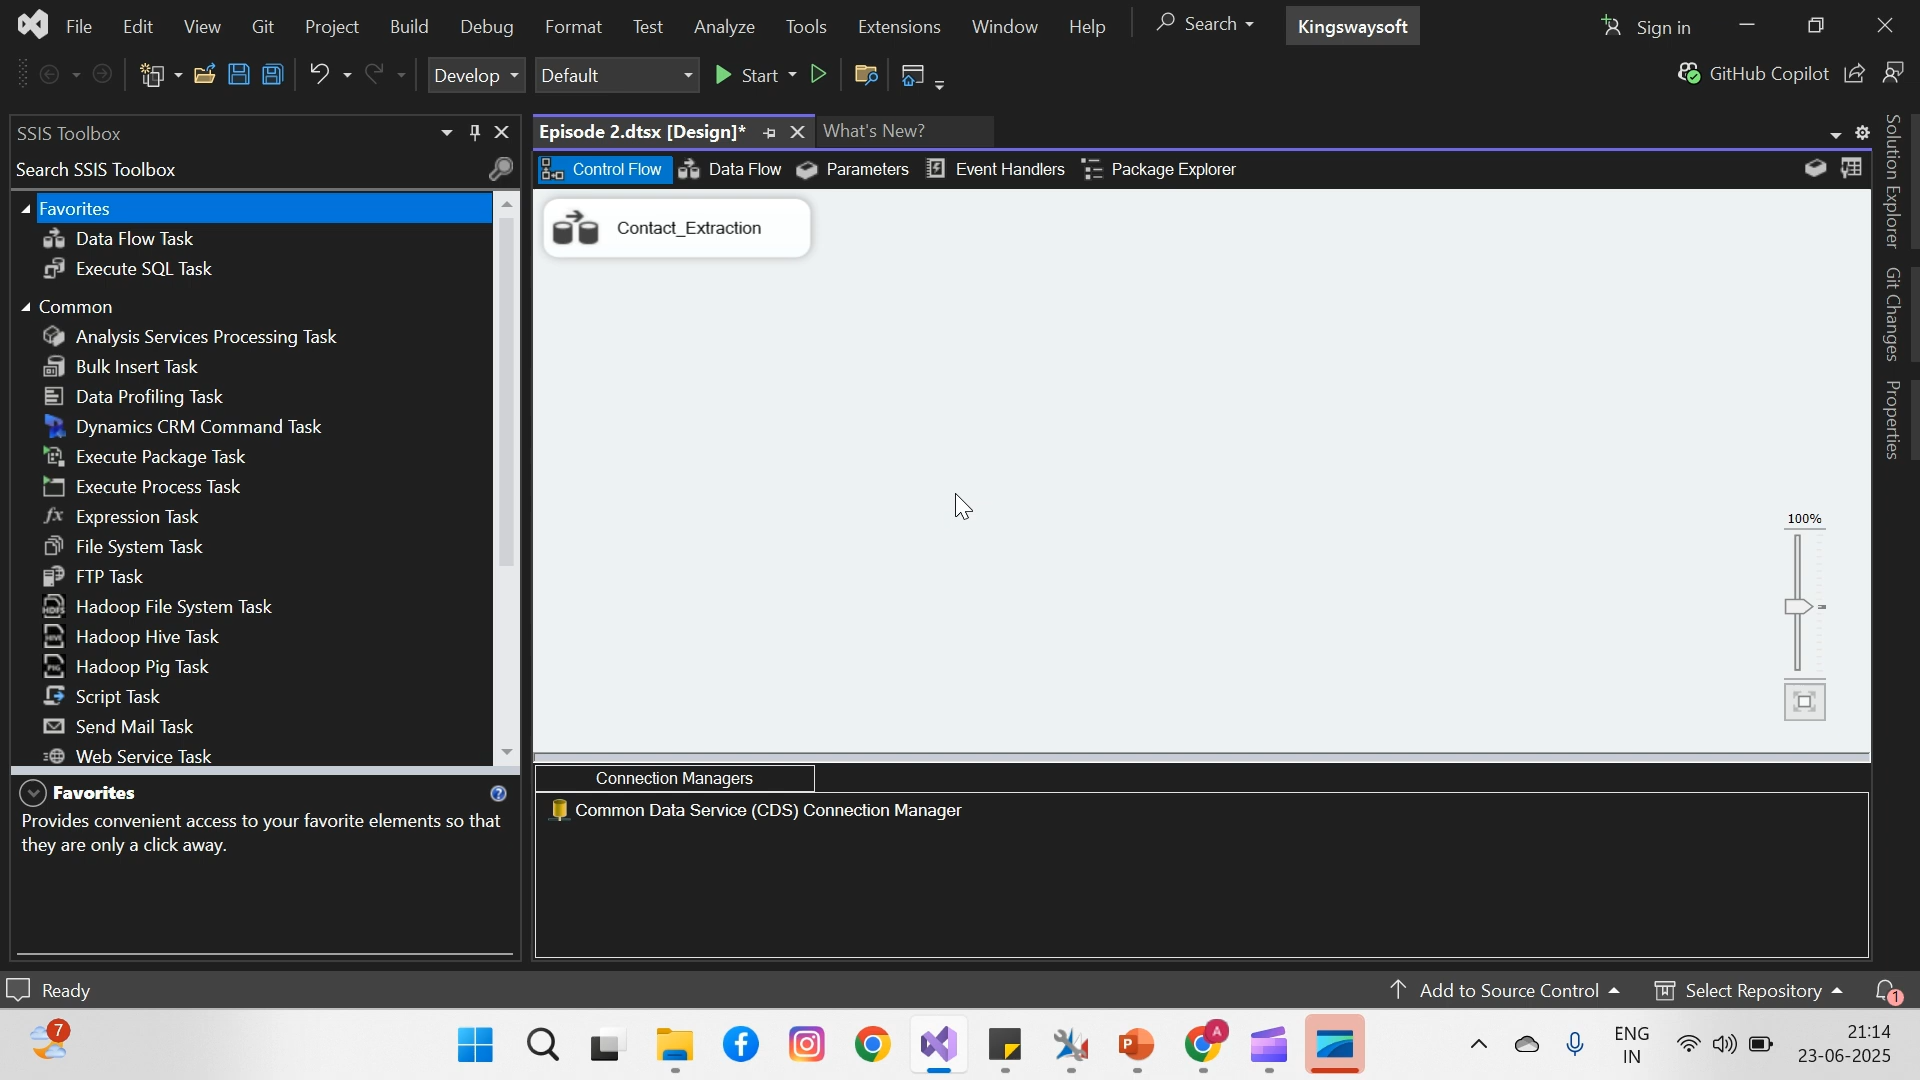 File Edit View Git Project Build Debug Format Test Analyze Tools Extensions Window Help Search Kingswaysoft Sign in
Develop Default Start GitHub Copilot
SSIS Toolbox
Search SSIS Toolbox
Favorites
Data Flow Task
Execute SQL Task
Common
Analysis Services Processing Task
Bulk Insert Task
Data Profiling Task
Dynamics CRM Command Task
Execute Package Task
Execute Process Task
Expression Task
File System Task
FTP Task
Hadoop File System Task
Hadoop Hive Task
Hadoop Pig Task
Script Task
Send Mail Task
Web Service Task
Favorites
Provides convenient access to your favorite elements so that
they are only a click away.
Episode 2.dtsx [Design]* What's New?
Control Flow Data Flow Parameters Event Handlers Package Explorer
Contact_Extraction
100%
Connection Managers
Common Data Service (CDS) Connection Manager
Solution Explorer
Git Changes
Properties
Ready Add to Source Control Select Repository 1
7 A P ENG
IN
21:14
23-06-2025